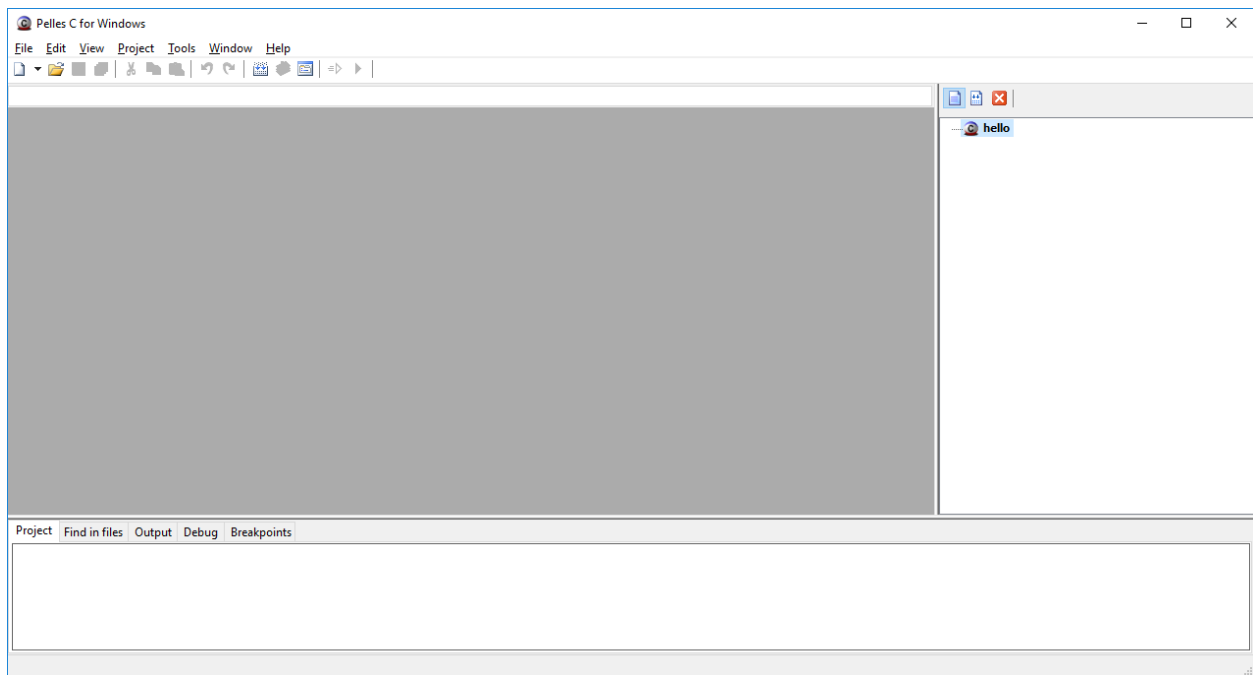 Pelles C for Windows
File Edit View Project Tools Window Help
hello
Project Find in files Output Debug Breakpoints